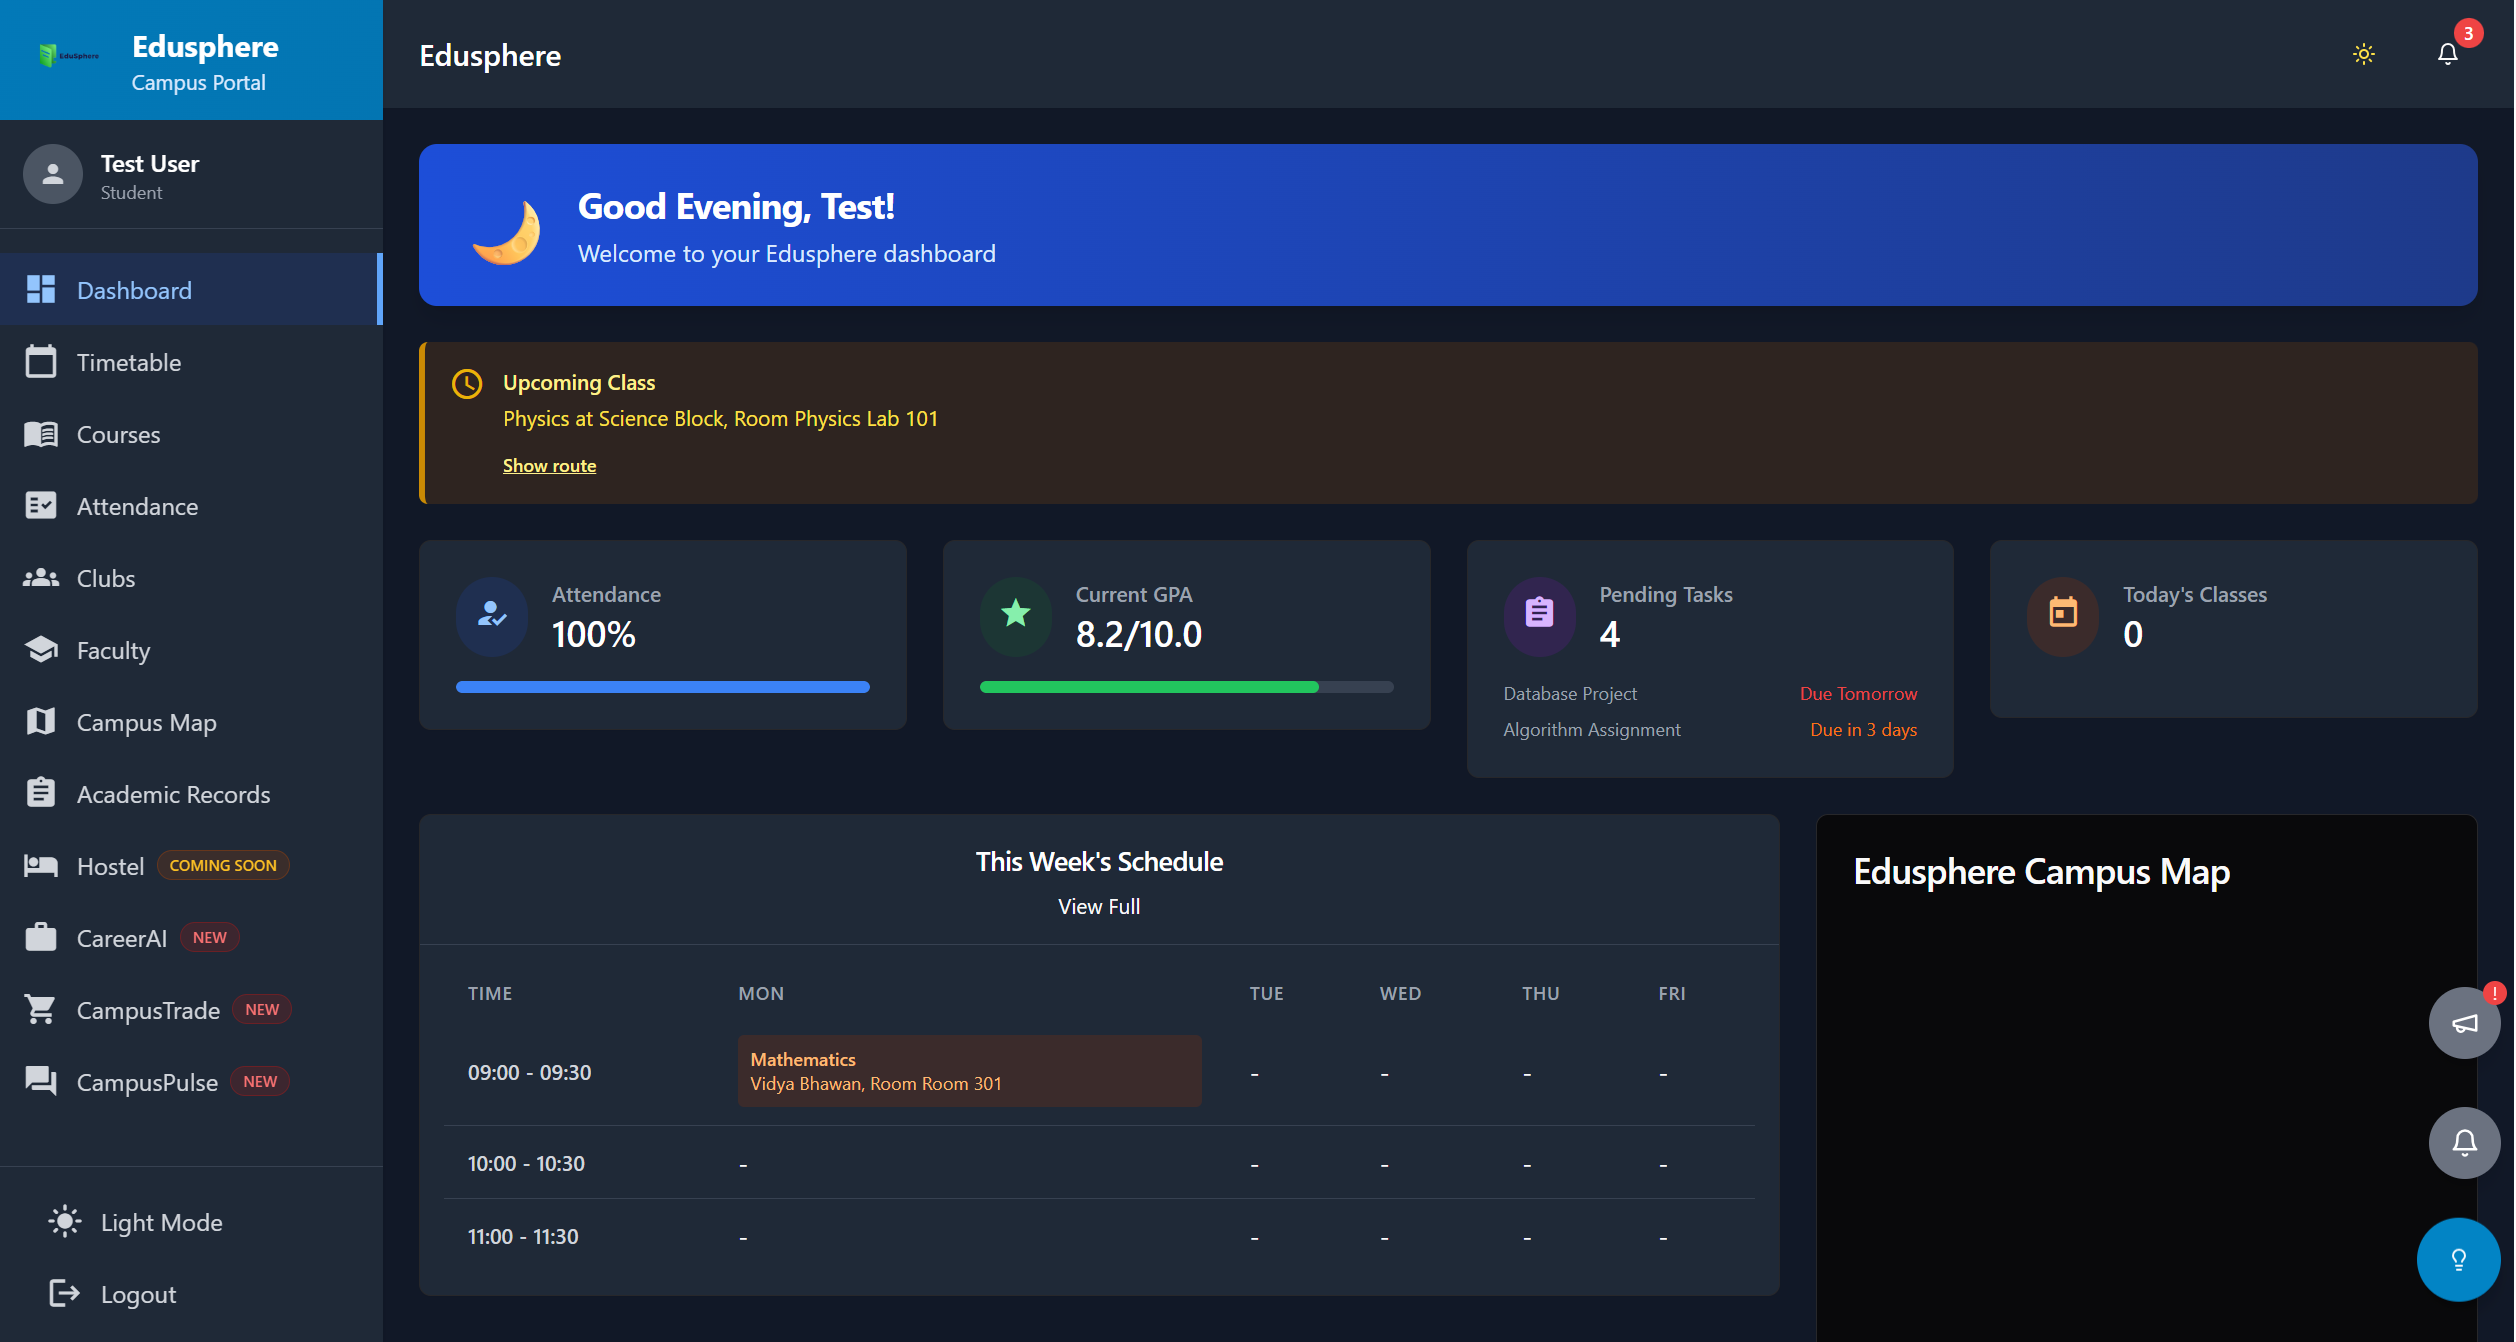 EduSphere
Edusphere
Campus Portal
Test User
Student
Dashboard
Timetable
Courses
Attendance
Clubs
Faculty
Campus Map
Academic Records
Hostel COMING SOON
CareerAI NEW
CampusTrade NEW
CampusPulse NEW
Light Mode
Logout
Edusphere
3
Good Evening, Test!
Welcome to your Edusphere dashboard
Upcoming Class
Physics at Science Block, Room Physics Lab 101
Show route
Attendance
100%
Current GPA
8.2/10.0
Pending Tasks
4
Database Project Due Tomorrow
Algorithm Assignment Due in 3 days
Today's Classes
0
This Week's Schedule
View Full
TIME MON TUE WED THU FRI
Mathematics
09:00 - 09:30 - - - -
Vidya Bhawan, Room Room 301
10:00 - 10:30 - - - - -
11:00 - 11:30 - - - - -
Edusphere Campus Map
!